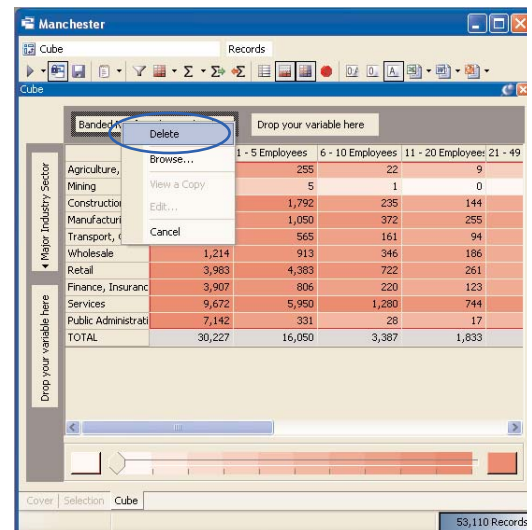 Manchester
Cube Records
Cube
Banded N Drop your variable here
Delete
Browse...
View a Copy
Edit...
Cancel
1 - 5 Employees 6 - 10 Employees 11 - 20 Employees 21 - 49
Major Industry Sector
Drop your variable here
Agriculture, 255 22 9
Mining 5 1 0
Construction 1,792 235 144
Manufacturi 1,050 372 255
Transport, 565 161 94
Wholesale 1,214 913 346 186
Retail 3,983 4,383 722 261
Finance, Insuranc 3,907 806 220 123
Services 9,672 5,950 1,280 744
Public Administrati 7,142 331 28 17
TOTAL 30,227 16,050 3,387 1,833
Cover Selection Cube
53,110 Records